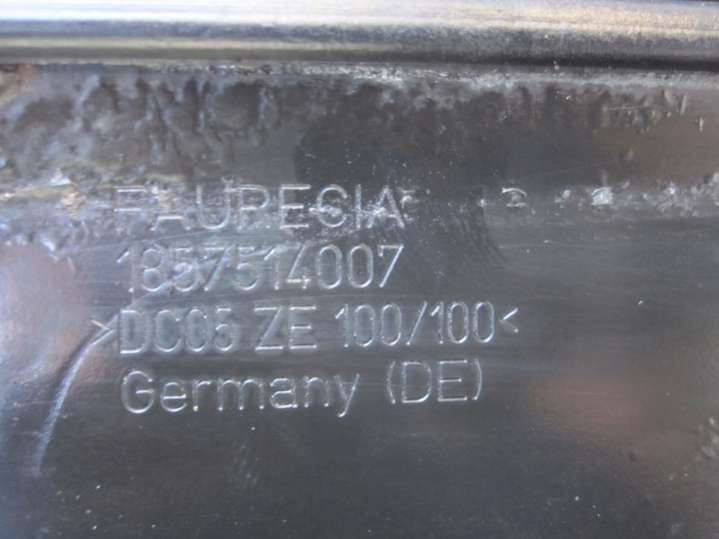 FAURECIA
1857514007
>DC05 ZE 100/100<
Germany (DE)